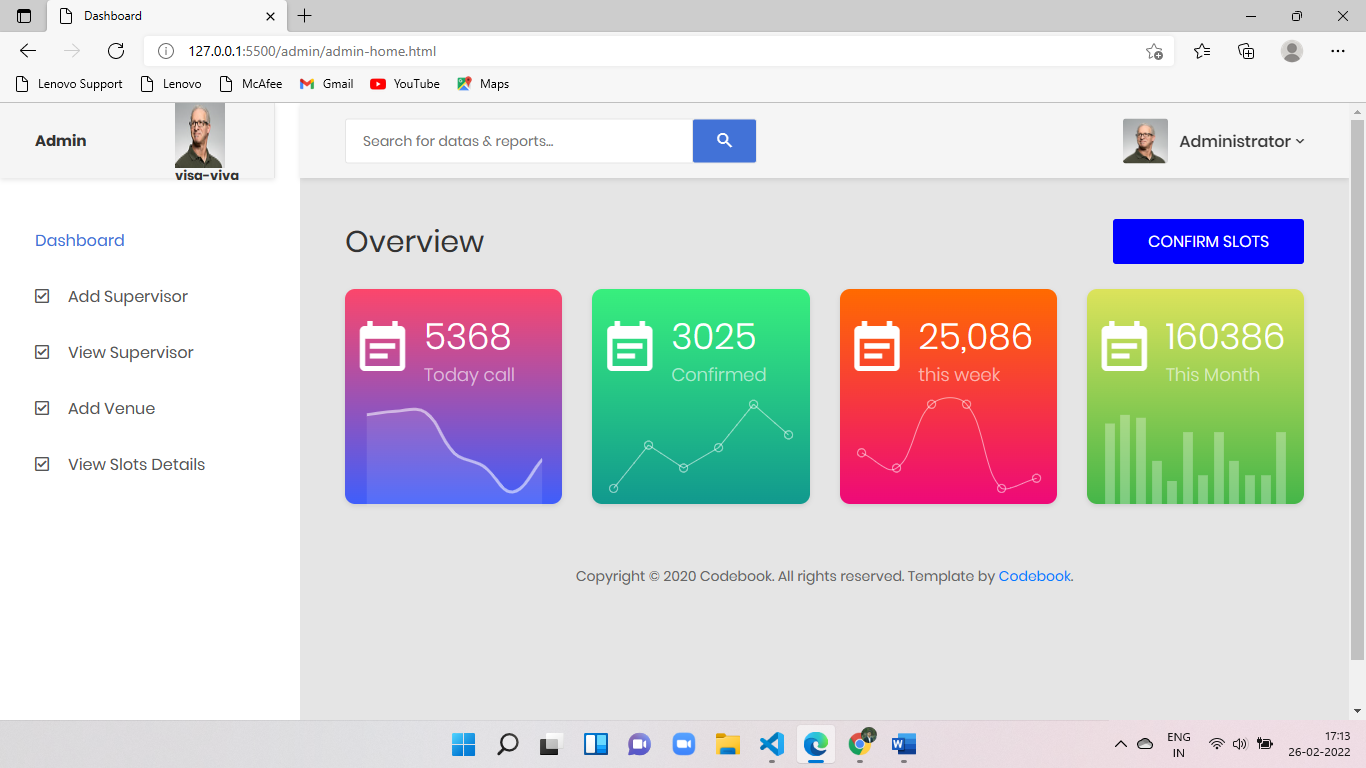 Dashboard
127.0.0.1:5500/admin/admin-home.html
Lenovo Support Lenovo McAfee Gmail YouTube Maps
Admin
visa-viva
Search for datas & reports...
Administrator
Dashboard
Add Supervisor
View Supervisor
Add Venue
View Slots Details
Overview
CONFIRM SLOTS
5368
Today call
3025
Confirmed
25,086
this week
160386
This Month
Copyright © 2020 Codebook. All rights reserved. Template by Codebook.
ENG
IN
17:13
26-02-2022